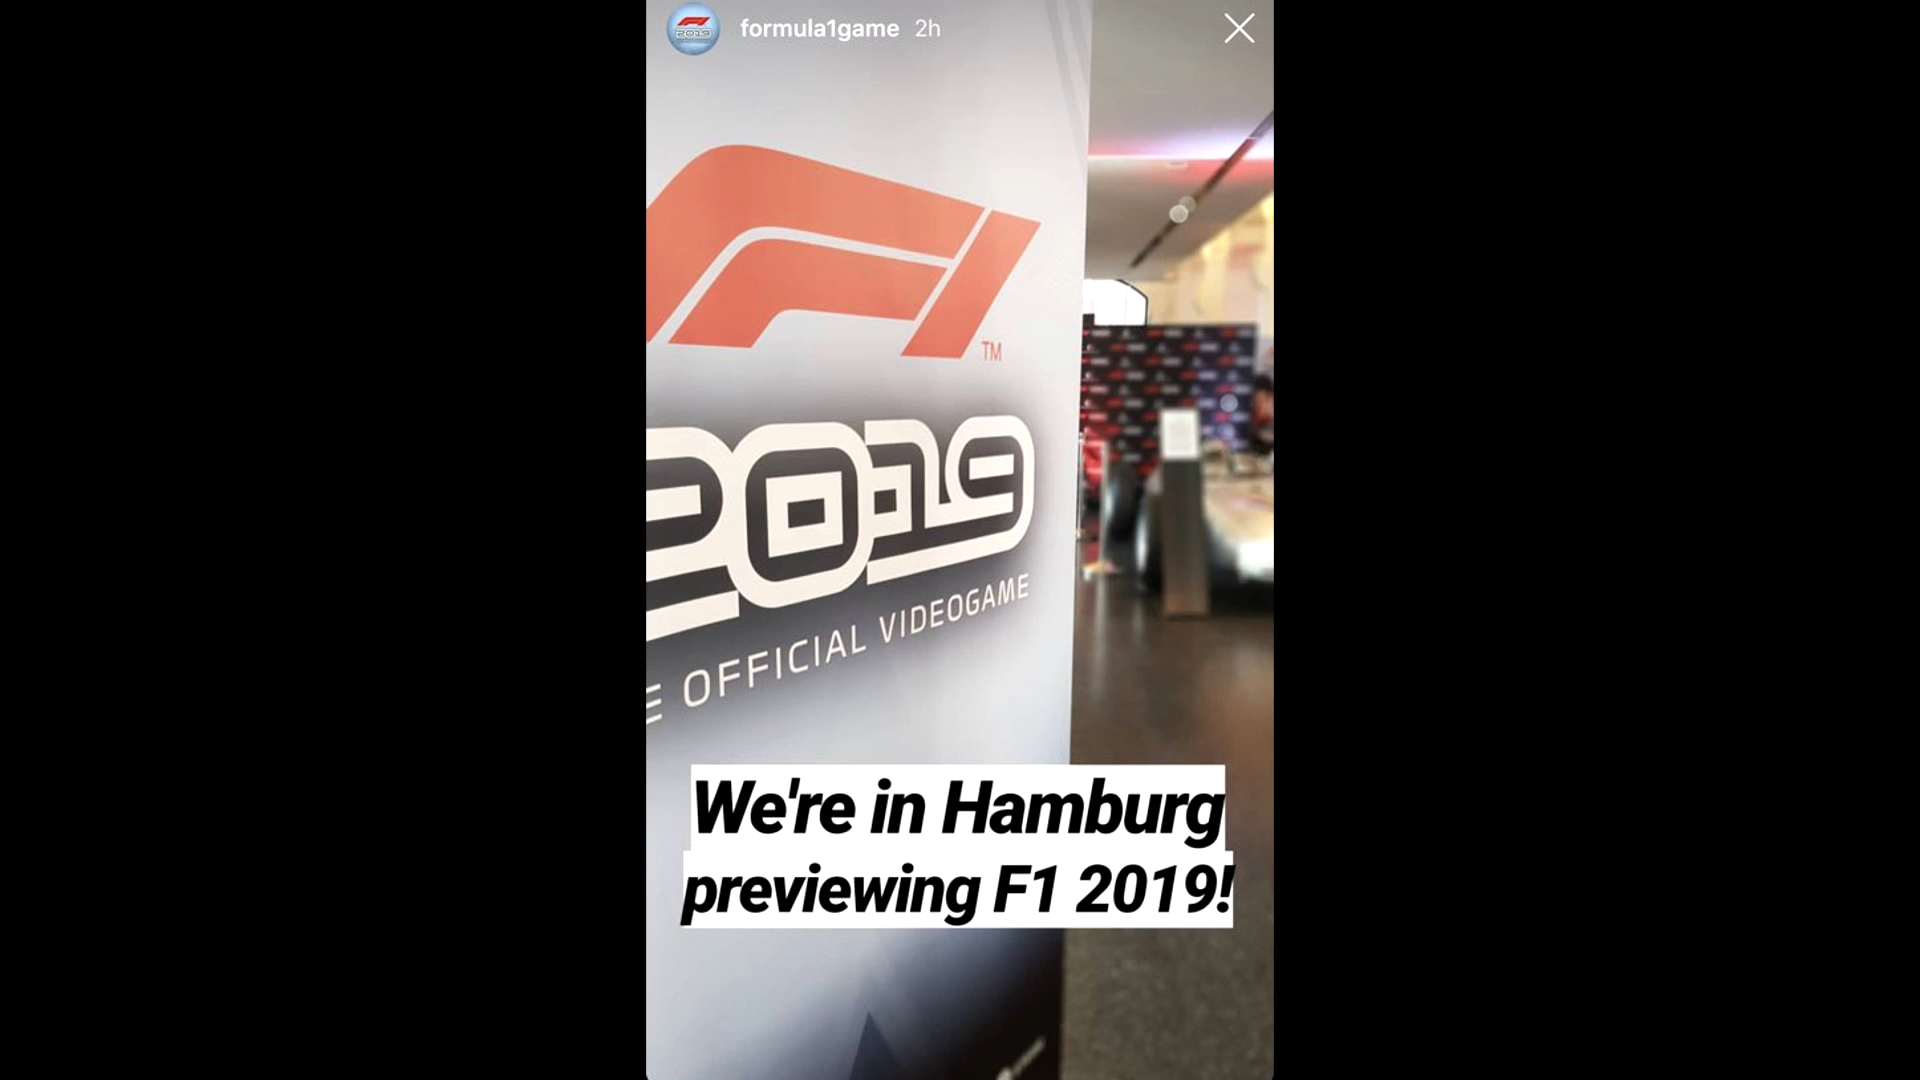 formula1game 2h
F1
TM
2019
E OFFICIAL VIDEOGAME
We're in Hamburg
previewing F1 2019!